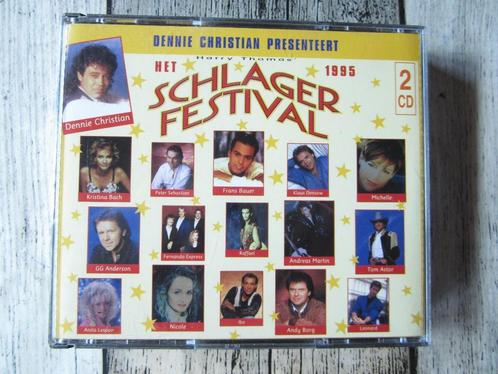 DENNIE CHRISTIAN PRESENTEERT
Harry Thomas'
HET 1995
SCHLAGER
FESTIVAL
2
CD
Dennie Christian
Kristina Bach
Peter Sebastian
Frans Bauer
Klaus Densow
Michelle
GG Anderson
Fernando Express
Raffael
Andreas Martin
Tom Astor
Anita Legster
Nicole
Ibo
Andy Borg
Leonard